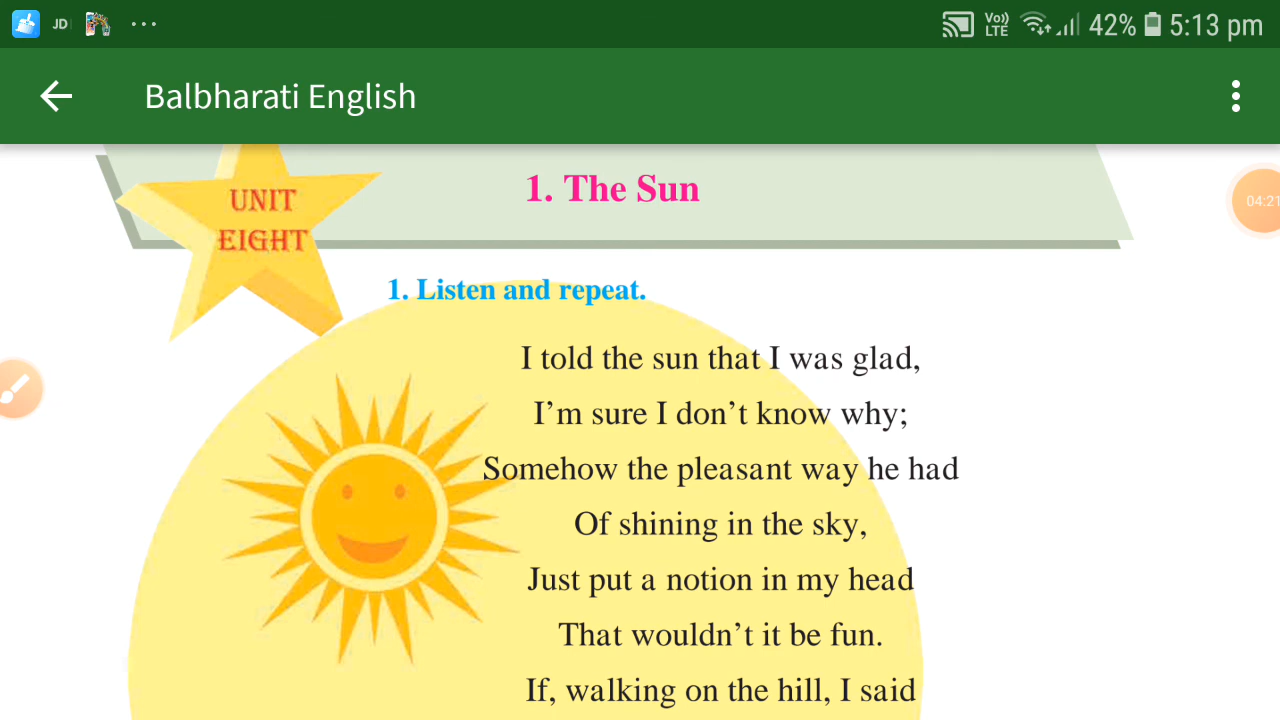 JD
Vo))
LTE
42%
5:13 pm
Balbharati English
UNIT
EIGHT
1. The Sun
04:21
1. Listen and repeat.
I told the sun that I was glad,
I’m sure I don’t know why;
Somehow the pleasant way he had
Of shining in the sky,
Just put a notion in my head
That wouldn’t it be fun.
If, walking on the hill, I said